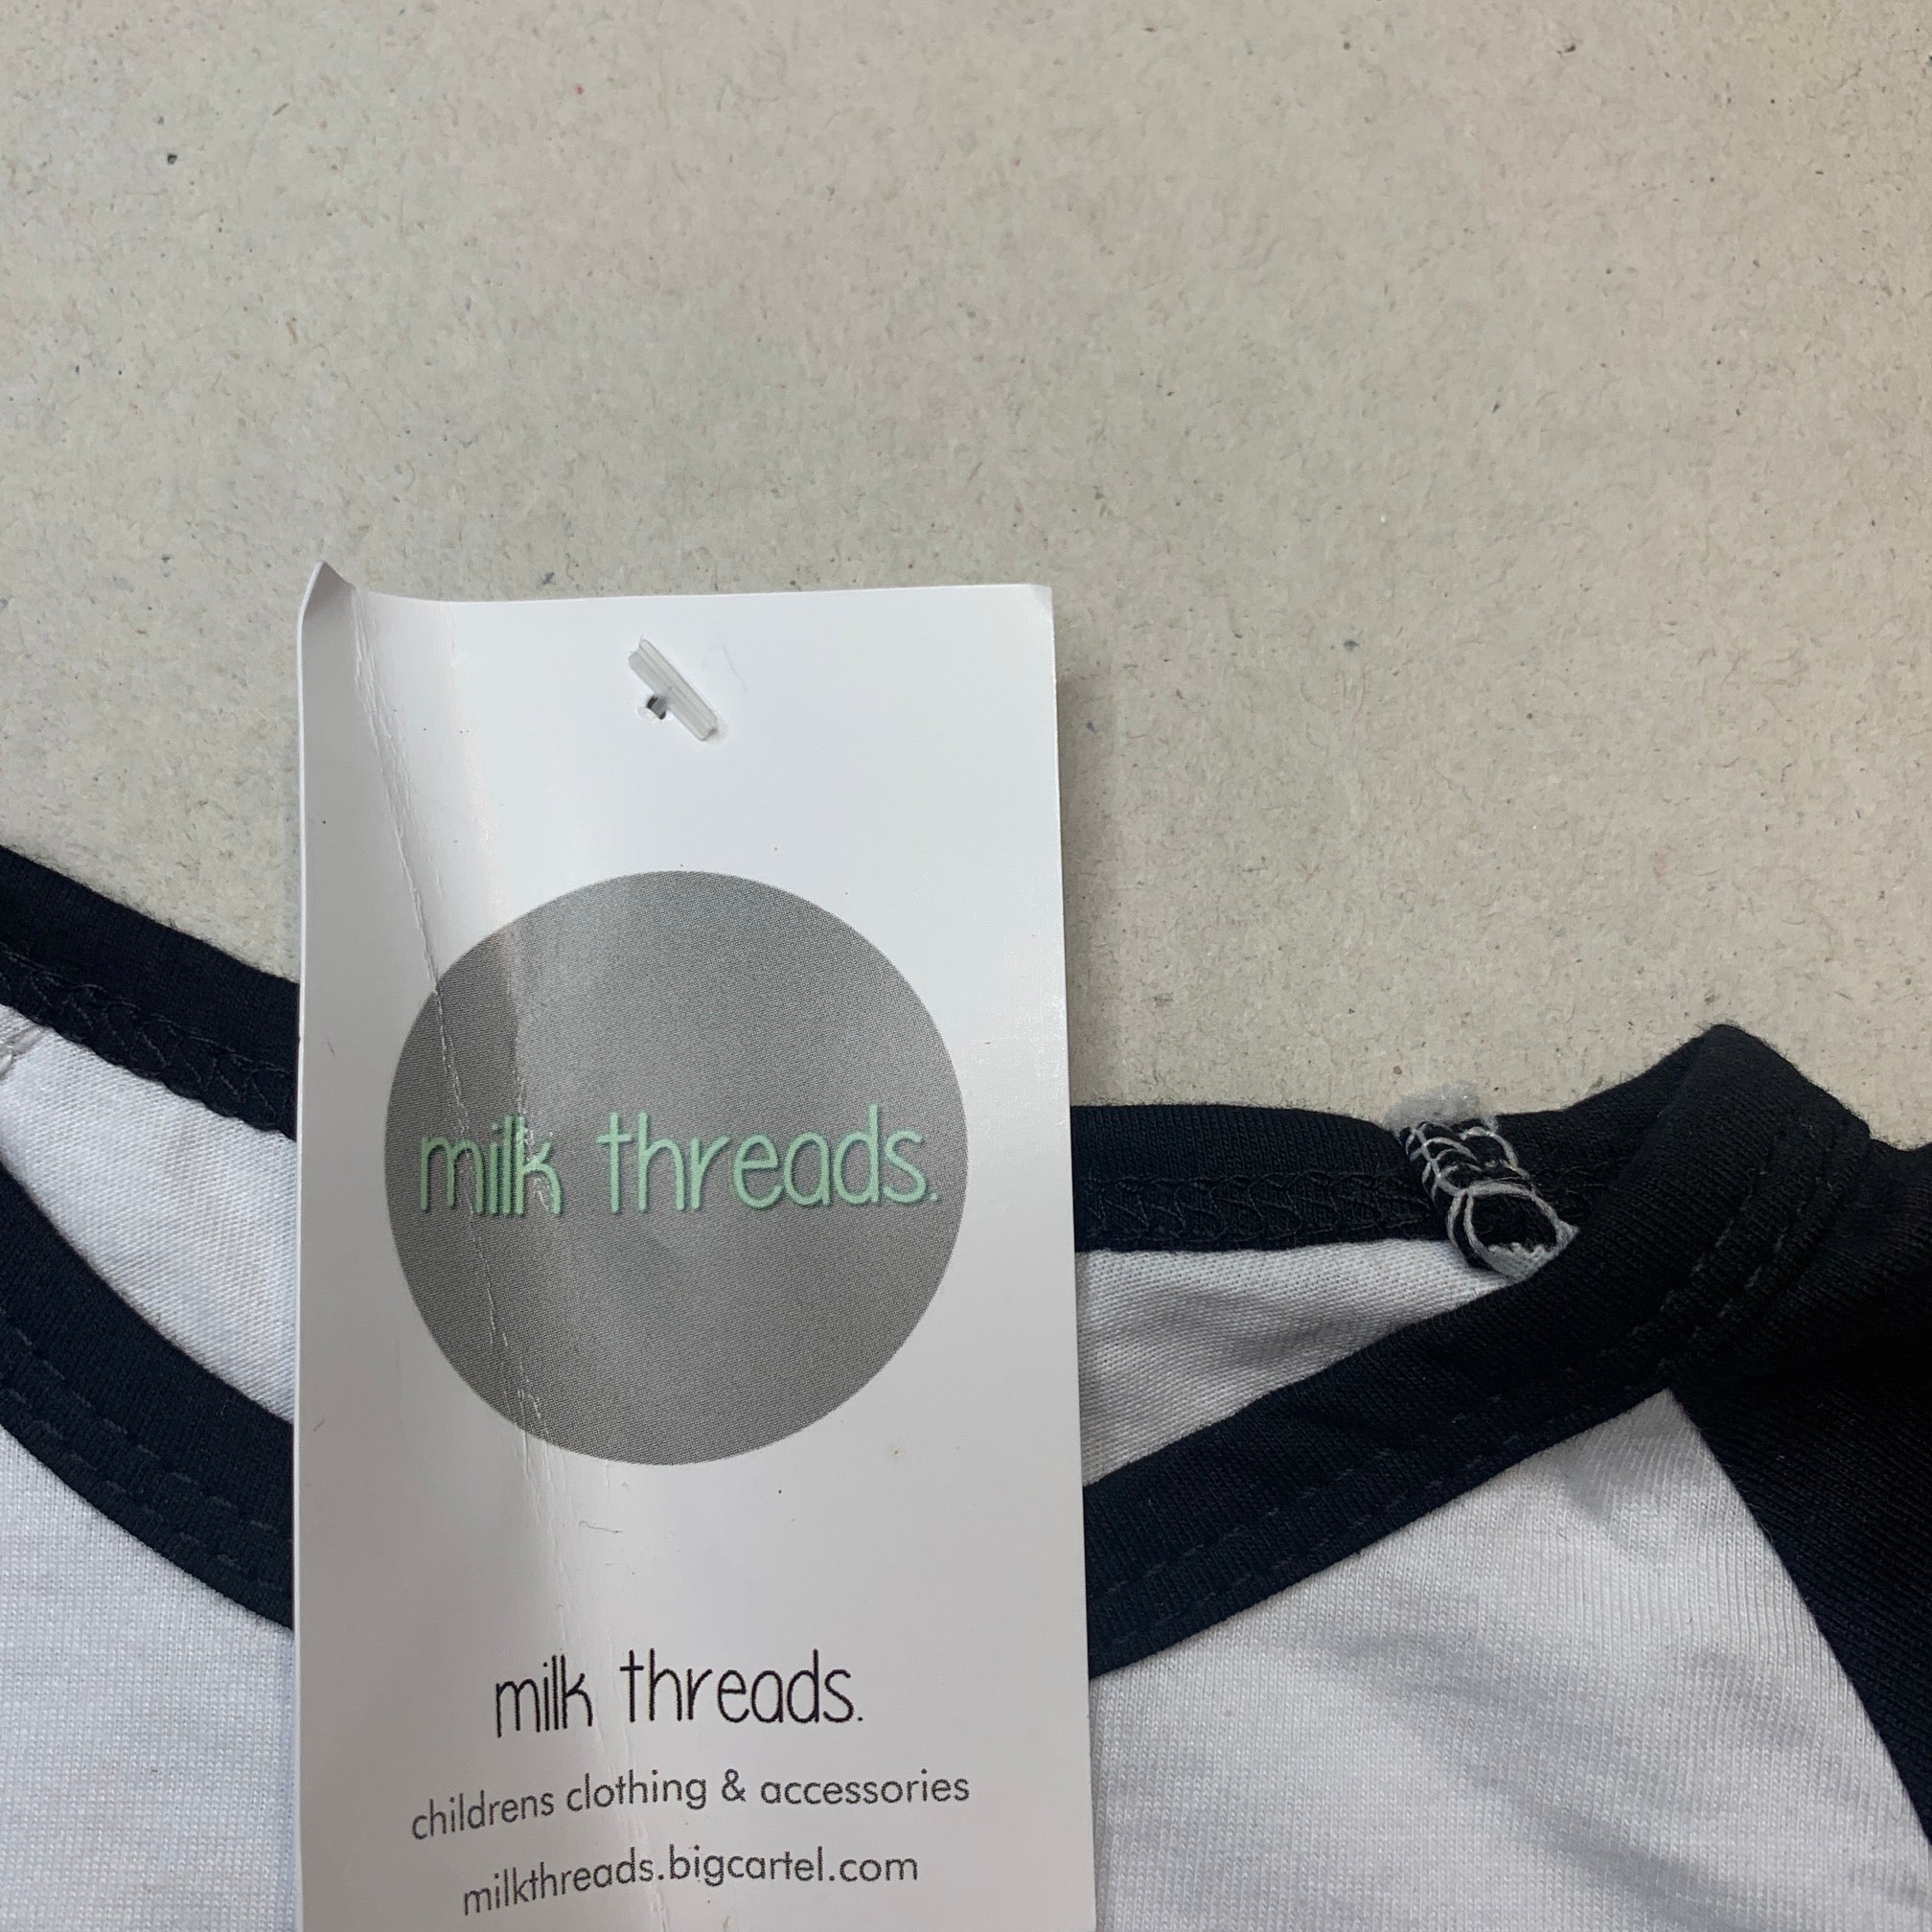 milk threads.
milk threads.
childrens clothing & accessories
milkthreads.bigcartel.com